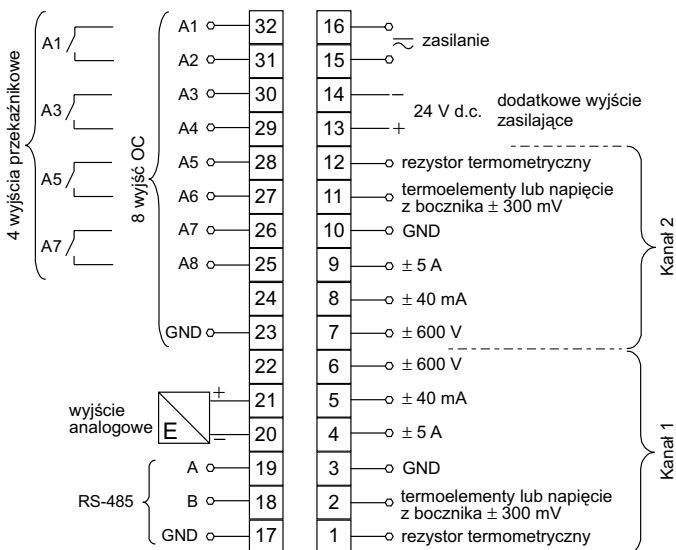 4 wyjścia przekaźnikowe
A1
A3
A5
A7
8 wyjść OC
A1 32
A2 31
A3 30
A4 29
A5 28
A6 27
A7 26
A8 25
24
GND 23
22
wyjście
analogowe
E
+ 21
− 20
RS-485
A 19
B 18
GND 17
16
zasilanie
15
14 −
24 V d.c.
dodatkowe wyjście
zasilające
13 +
12 rezystor termometryczny
11 termoelementy lub napięcie
z bocznika ± 300 mV
10 GND
9 ± 5 A
8 ± 40 mA
7 ± 600 V
Kanał 2
6 ± 600 V
5 ± 40 mA
4 ± 5 A
3 GND
2 termoelementy lub napięcie
z bocznika ± 300 mV
1 rezystor termometryczny
Kanał 1